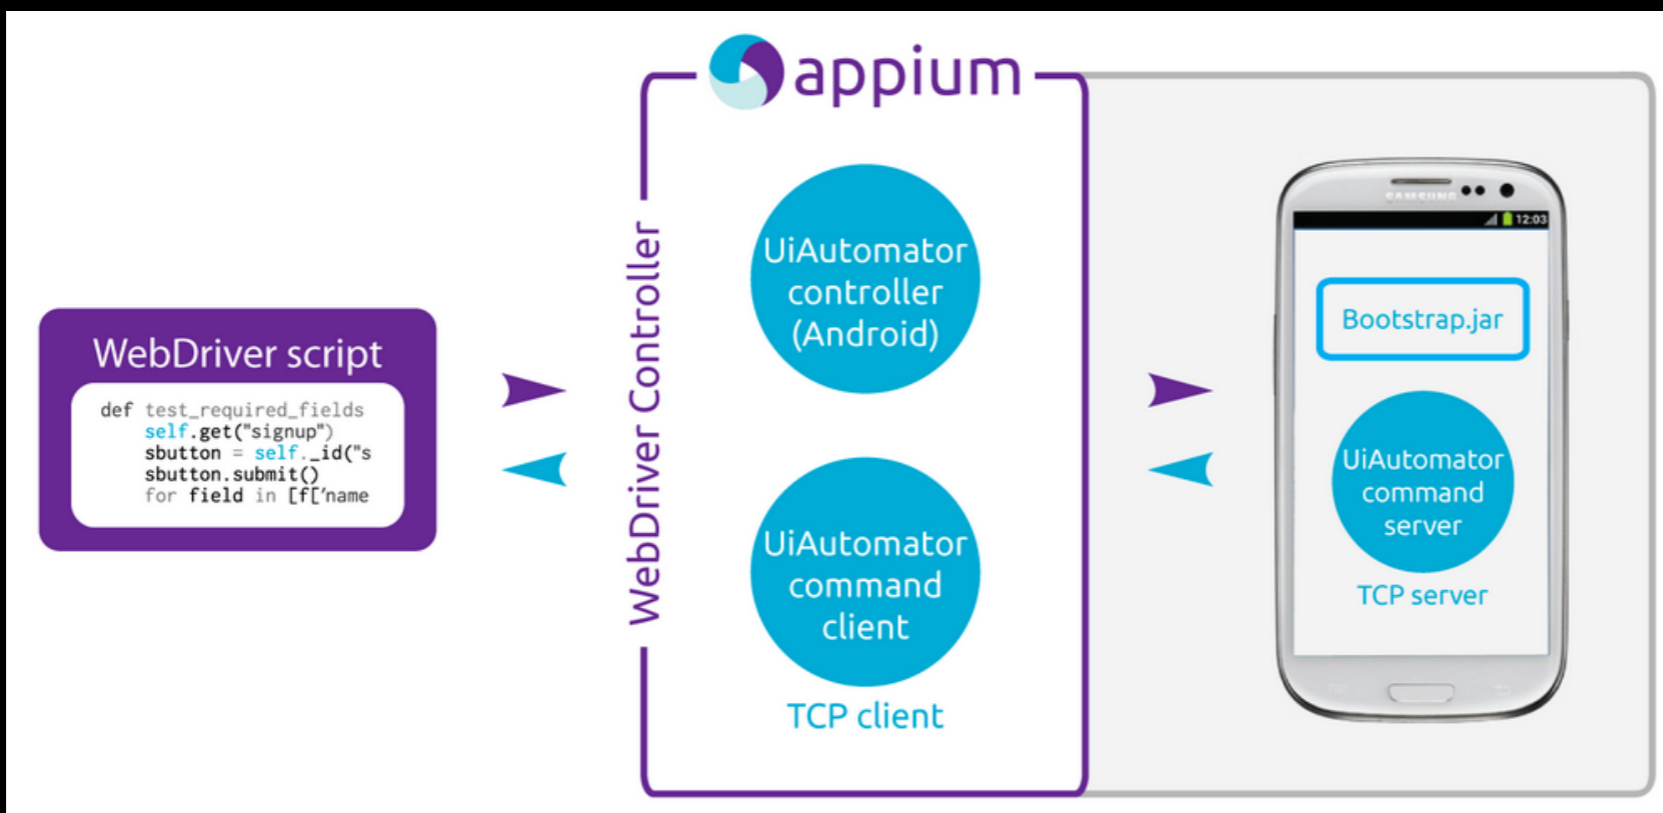 appium
WebDriver script
def test_required_fields
self.get("signup")
sbutton = self._id("s
sbutton.submit()
for field in [f['name
WebDriver Controller
UiAutomator
controller
(Android)
UiAutomator
command
client
TCP client
SAMSUNG
12:03
Bootstrap.jar
UiAutomator
command
server
TCP server